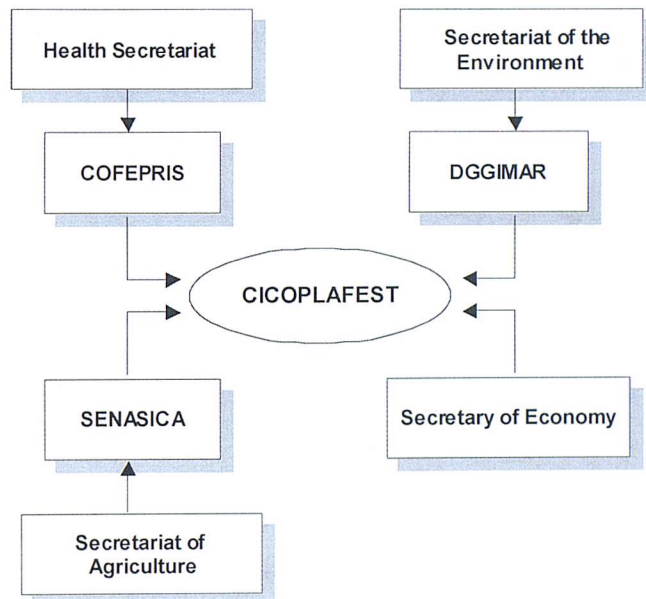 Health Secretariat
Secretariat of the
Environment
COFEPRIS
DGGIMAR
CICOPLAFEST
SENASICA
Secretary of Economy
Secretariat of
Agriculture